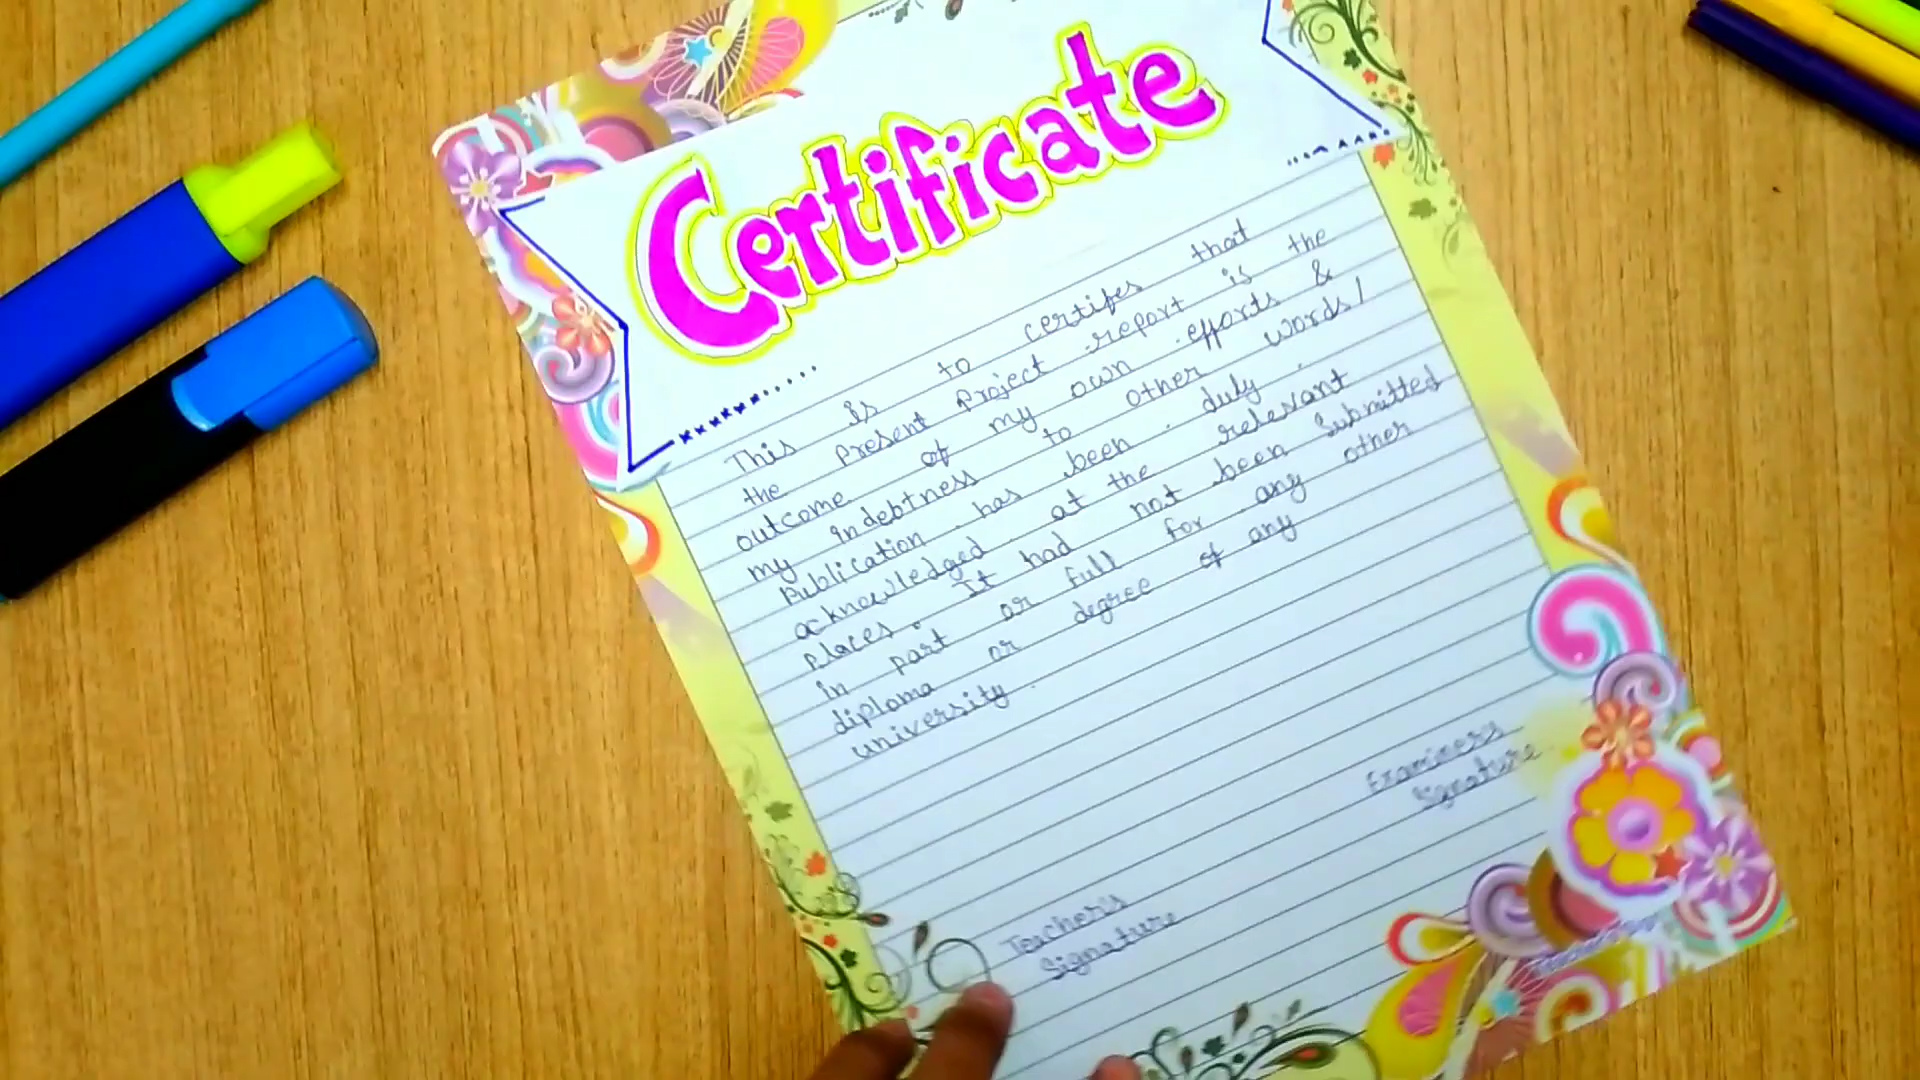 Certificate
This is to certifes that
the present project report is the
outcome of my own efforts &
my indebtness to other words/
publication has been duly
acknowledged at the relevant
places. It had not been submitted
in part or full for any other
diploma or degree of any
university.
Examiner's
Signature
Teacher's
Signature